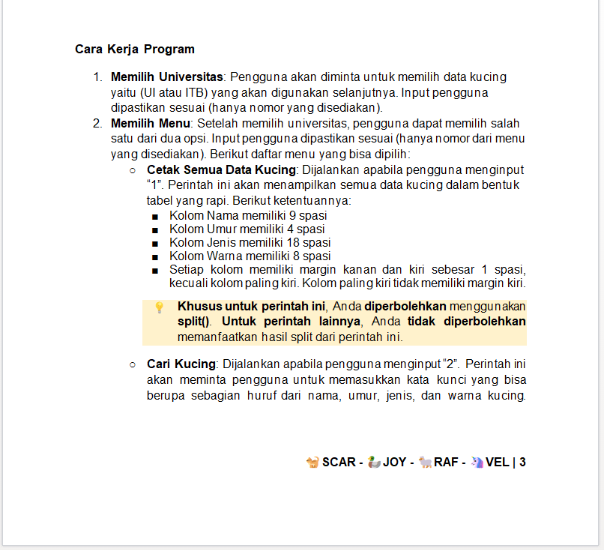 Cara Kerja Program
1. Memilih Universitas: Pengguna akan diminta untuk memilih data kucing
yaitu (UI atau ITB) yang akan digunakan selanjutnya. Input pengguna
dipastikan sesuai (hanya nomor yang disediakan).
2. Memilih Menu: Setelah memilih universitas, pengguna dapat memilih salah
satu dari dua opsi. Input pengguna dipastikan sesuai (hanya nomor dari menu
yang disediakan). Berikut daftar menu yang bisa dipilih:
○ Cetak Semua Data Kucing: Dijalankan apabila pengguna menginput
"1". Perintah ini akan menampilkan semua data kucing dalam bentuk
tabel yang rapi. Berikut ketentuannya:
■ Kolom Nama memiliki 9 spasi
■ Kolom Umur memiliki 4 spasi
■ Kolom Jenis memiliki 18 spasi
■ Kolom Warna memiliki 8 spasi
■ Setiap kolom memiliki margin kanan dan kiri sebesar 1 spasi,
kecuali kolom paling kiri. Kolom paling kiri tidak memiliki margin kiri.
💡 Khusus untuk perintah ini, Anda diperbolehkan menggunakan
split(). Untuk perintah lainnya, Anda tidak diperbolehkan
memanfaatkan hasil split dari perintah ini.
○ Cari Kucing: Dijalankan apabila pengguna menginput "2". Perintah ini
akan meminta pengguna untuk memasukkan kata kunci yang bisa
berupa sebagian huruf dari nama, umur, jenis, dan warna kucing.
🐈 SCAR - 🦆 JOY - 🐐 RAF - 🦄 VEL | 3